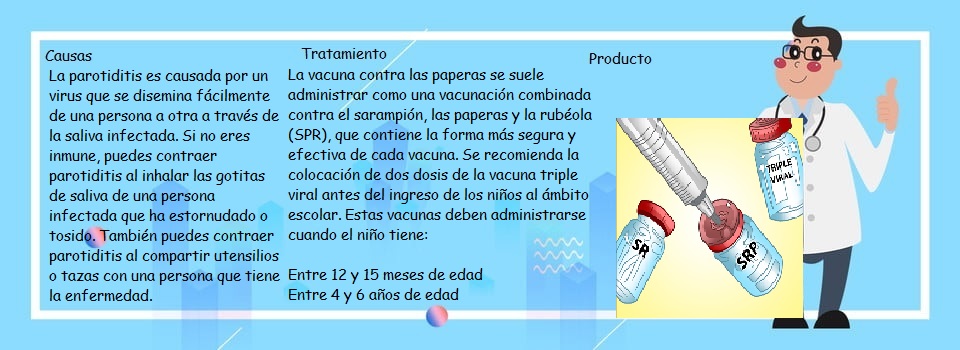 Causas
La parotiditis es causada por un
virus que se disemina fácilmente
de una persona a otra a través de
la saliva infectada. Si no eres
inmune, puedes contraer
parotiditis al inhalar las gotitas
de saliva de una persona
infectada que ha estornudado o
tosido. También puedes contraer
parotiditis al compartir utensilios
o tazas con una persona que tiene
la enfermedad.
Tratamiento
La vacuna contra las paperas se suele
administrar como una vacunación combinada
contra el sarampión, las paperas y la rubéola
(SPR), que contiene la forma más segura y
efectiva de cada vacuna. Se recomienda la
colocación de dos dosis de la vacuna triple
viral antes del ingreso de los niños al ámbito
escolar. Estas vacunas deben administrarse
cuando el niño tiene:
Entre 12 y 15 meses de edad
Entre 4 y 6 años de edad
Producto
TRIPLE
VIRAL
SR
SRP